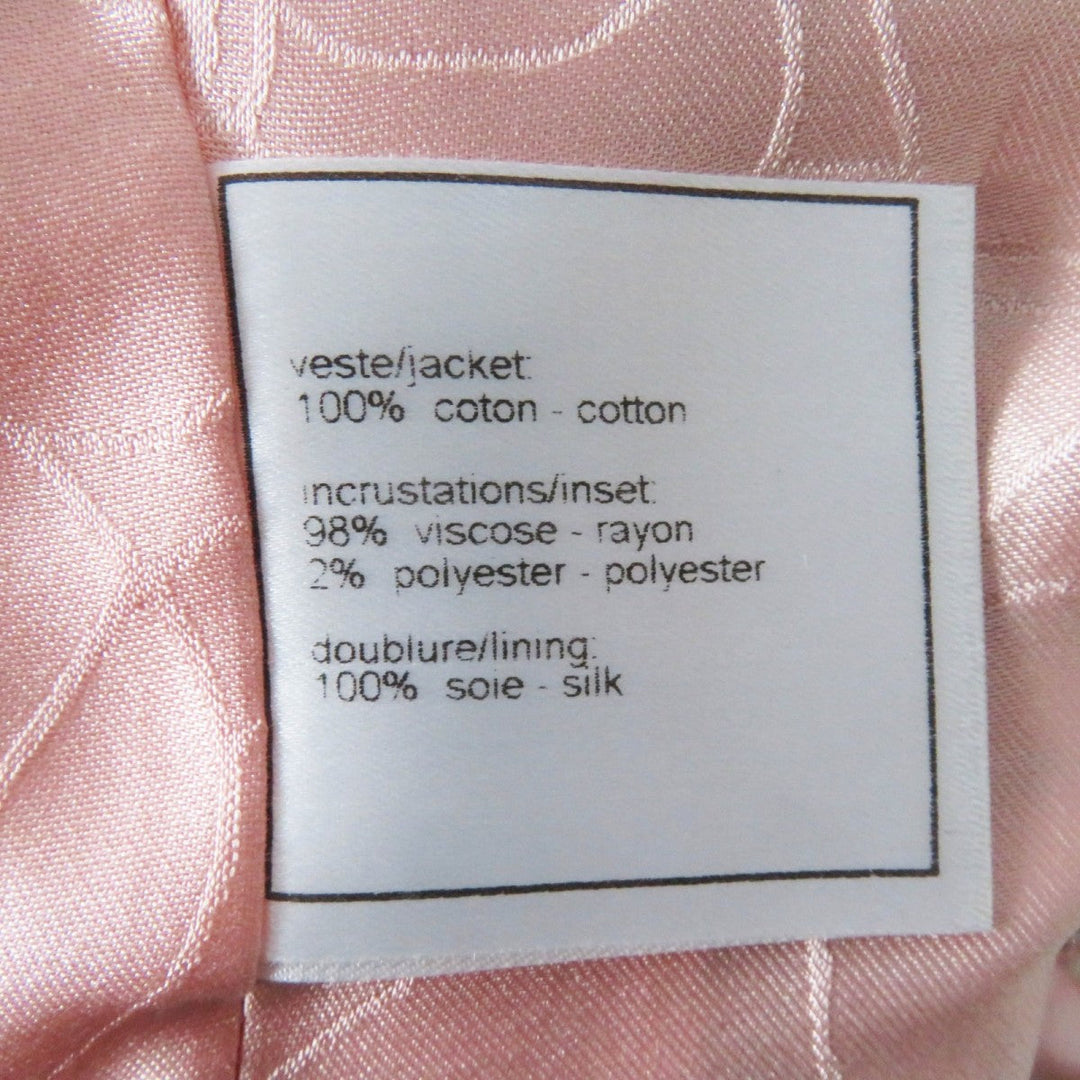 veste/jacket:
100% coton - cotton
incrustations/inset:
98% viscose - rayon
2% polyester - polyester
doublure/lining:
100% soie - silk